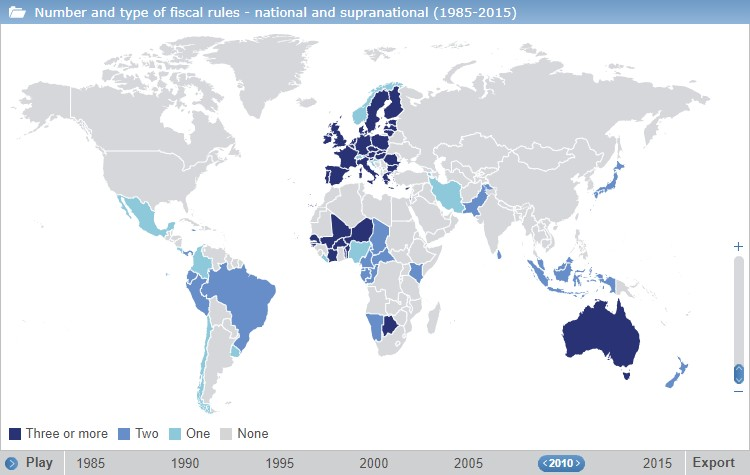 Number and type of fiscal rules - national and supranational (1985-2015)
+
−
Three or more Two One None
Play 1985 1990 1995 2000 2005 2010 2015 Export